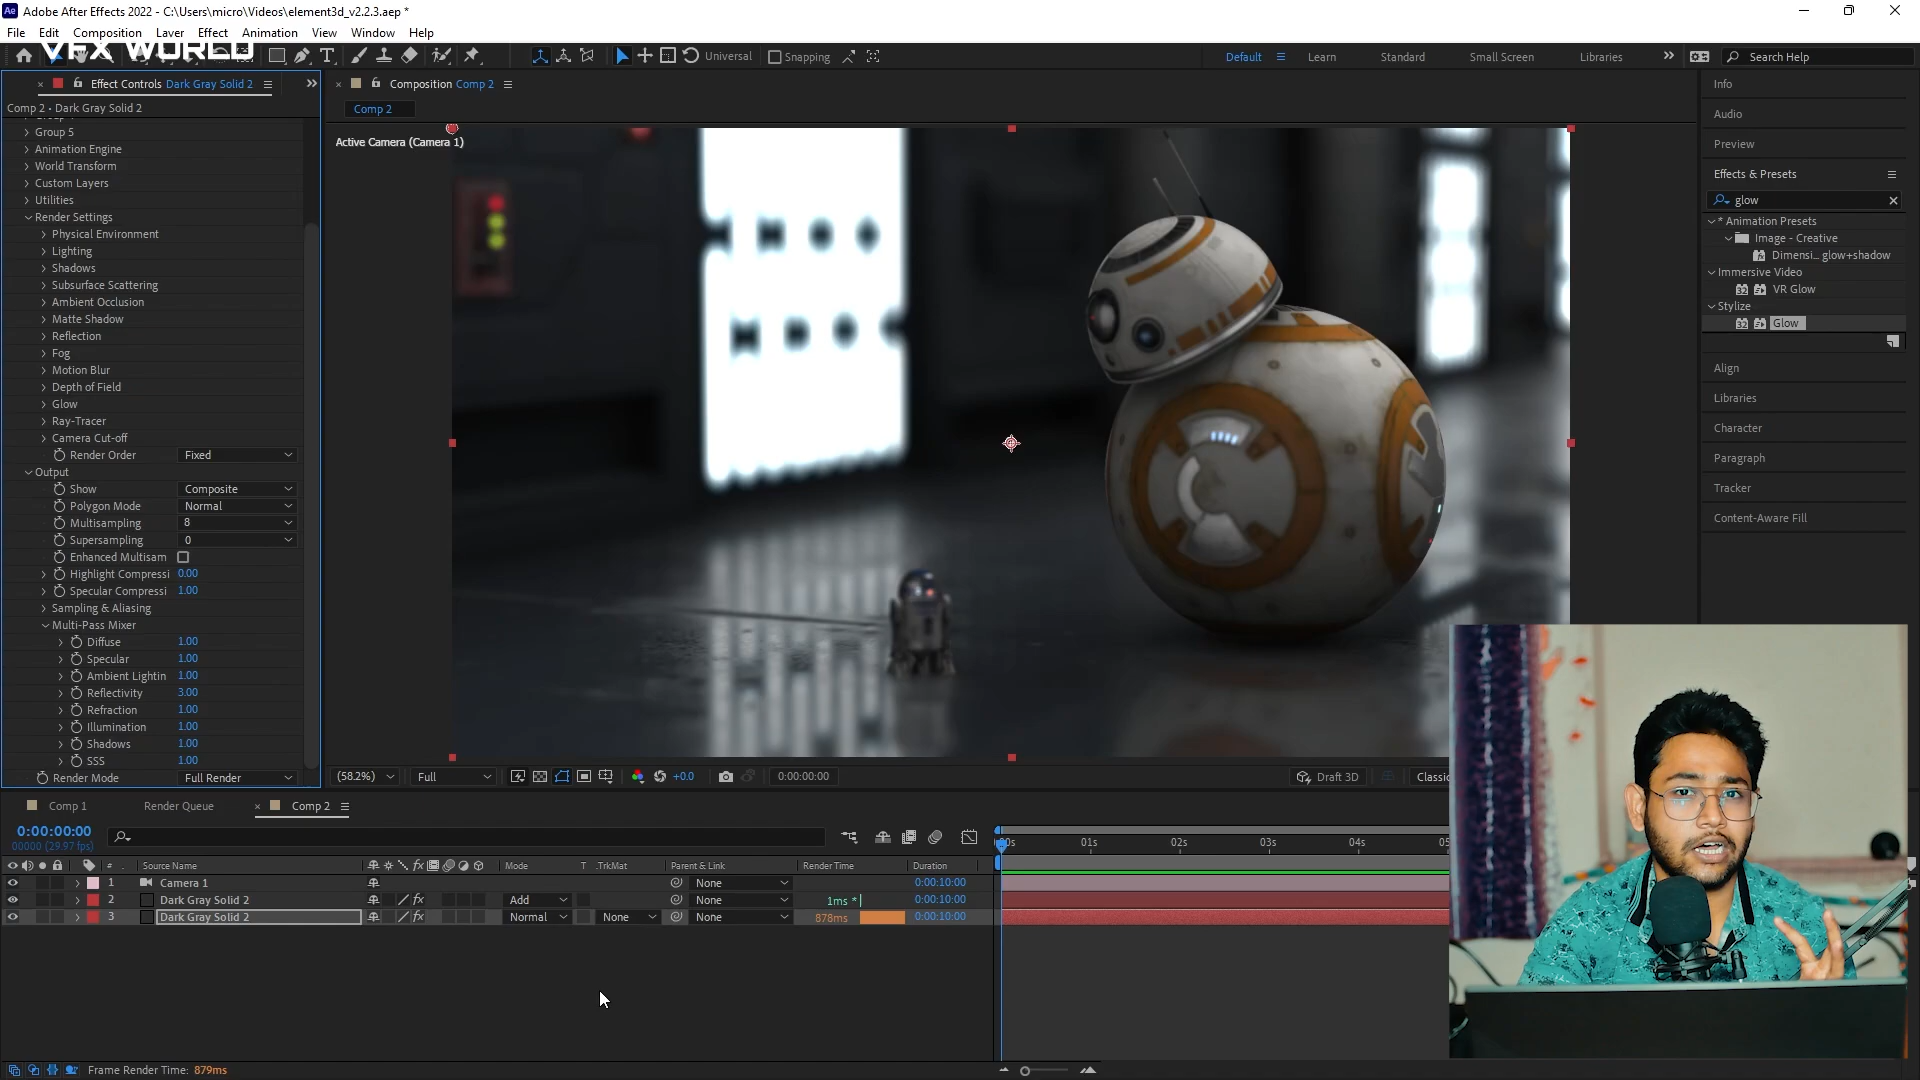 Adobe After Effects 2022 - C:\Users\micro\Videos\element3d_v2.2.3.aep *
File Edit Composition Layer Effect Animation View Window Help
VFX WORLD
Universal Snapping Default Learn Standard Small Screen Libraries Search Help
Effect Controls Dark Gray Solid 2
Composition Comp 2
Comp 2 • Dark Gray Solid 2
Comp 2
Active Camera (Camera 1)
Group 5
Animation Engine
World Transform
Custom Layers
Utilities
Render Settings
Physical Environment
Lighting
Shadows
Subsurface Scattering
Ambient Occlusion
Matte Shadow
Reflection
Fog
Motion Blur
Depth of Field
Glow
Ray-Tracer
Camera Cut-off
Render Order Fixed
Output
Show Composite
Polygon Mode Normal
Multisampling 8
Supersampling 0
Enhanced Multisam
Highlight Compressi 0.00
Specular Compressi 1.00
Sampling & Aliasing
Multi-Pass Mixer
Diffuse 1.00
Specular 1.00
Ambient Lightin 1.00
Reflectivity 3.00
Refraction 1.00
Illumination 1.00
Shadows 1.00
SSS 1.00
Render Mode Full Render
Info
Audio
Preview
Effects & Presets
glow
* Animation Presets
Image - Creative
Dimensi... glow+shadow
Immersive Video
32 VR Glow
Stylize
32 Glow
Align
Libraries
Character
Paragraph
Tracker
Content-Aware Fill
(58.2%) Full +0.0 0:00:00:00 Draft 3D Classic
Comp 1 Render Queue Comp 2
0:00:00:00
00000 (29.97 fps)
01s 02s 03s 04s
# Source Name fx Mode T .TrkMat Parent & Link Render Time Duration
1 Camera 1 None 0:00:10:00
2 Dark Gray Solid 2 fx Add None 1ms * 0:00:10:00
3 Dark Gray Solid 2 fx Normal None None 878ms 0:00:10:00
Frame Render Time: 879ms